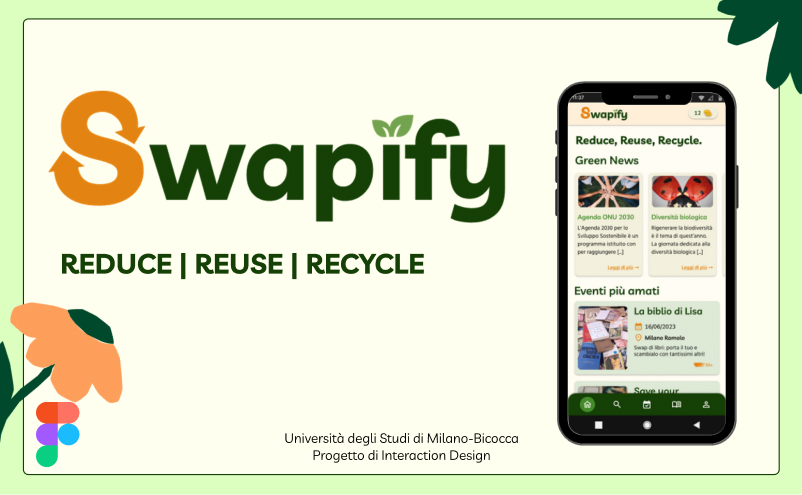 Swapify
REDUCE | REUSE | RECYCLE
Università degli Studi di Milano-Bicocca
Progetto di Interaction Design
11:37
Swapify
12
Reduce, Reuse, Recycle.
Green News
Agenda ONU 2030
L'Agenda 2030 per lo
Sviluppo Sostenibile è un
programma istituito con
per raggiungere [..]
Leggi di più →
Diversità biologica
Rigenerare la biodiversità
è il tema di quest'anno.
La giornata dedicata alla
diversità biologica [..]
Leggi di più →
Eventi più amati
La biblio di Lisa
16/06/2023
Milano Romolo
Swap di libri: porta il tuo e
scambialo con tantissimi altri!
Save your